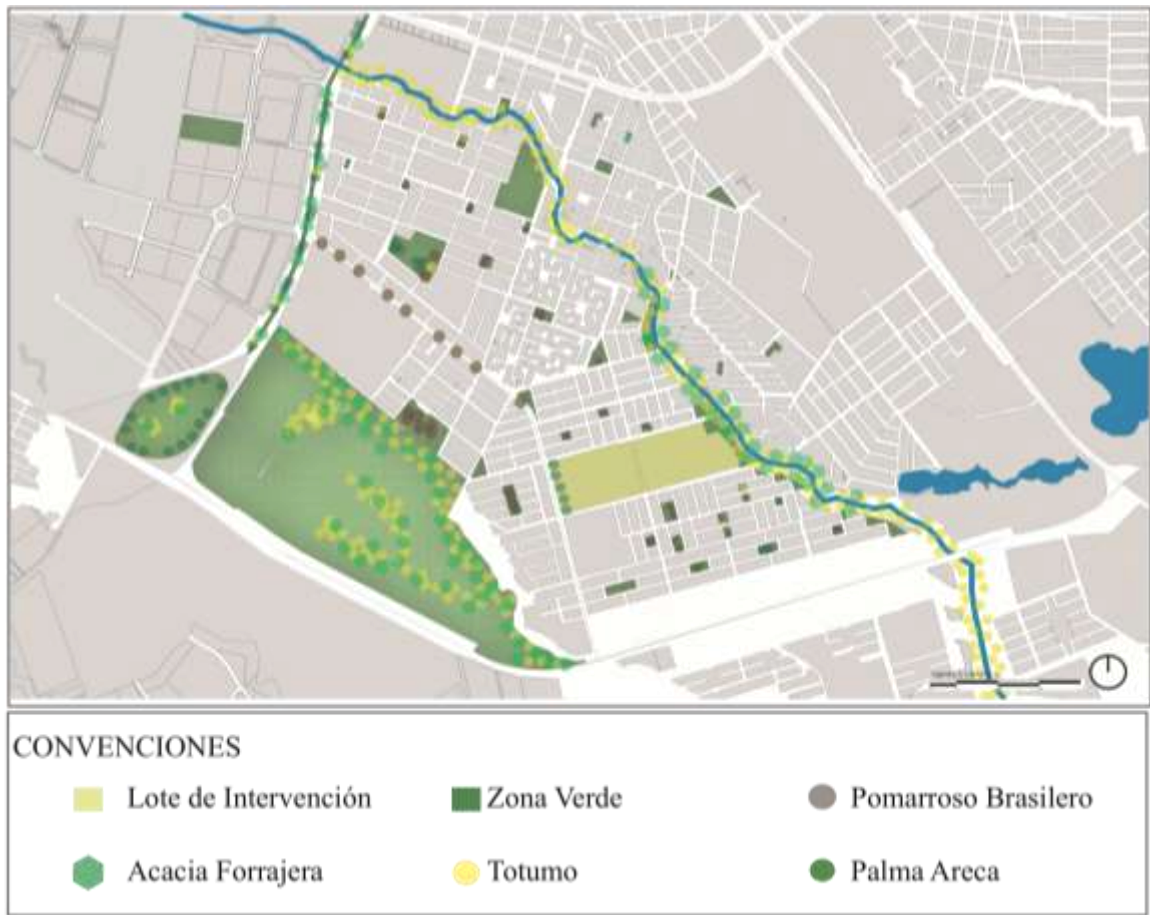 CONVENCIONES
Lote de Intervención
Zona Verde
Pomarroso Brasilero
Acacia Forrajera
Totumo
Palma Areca